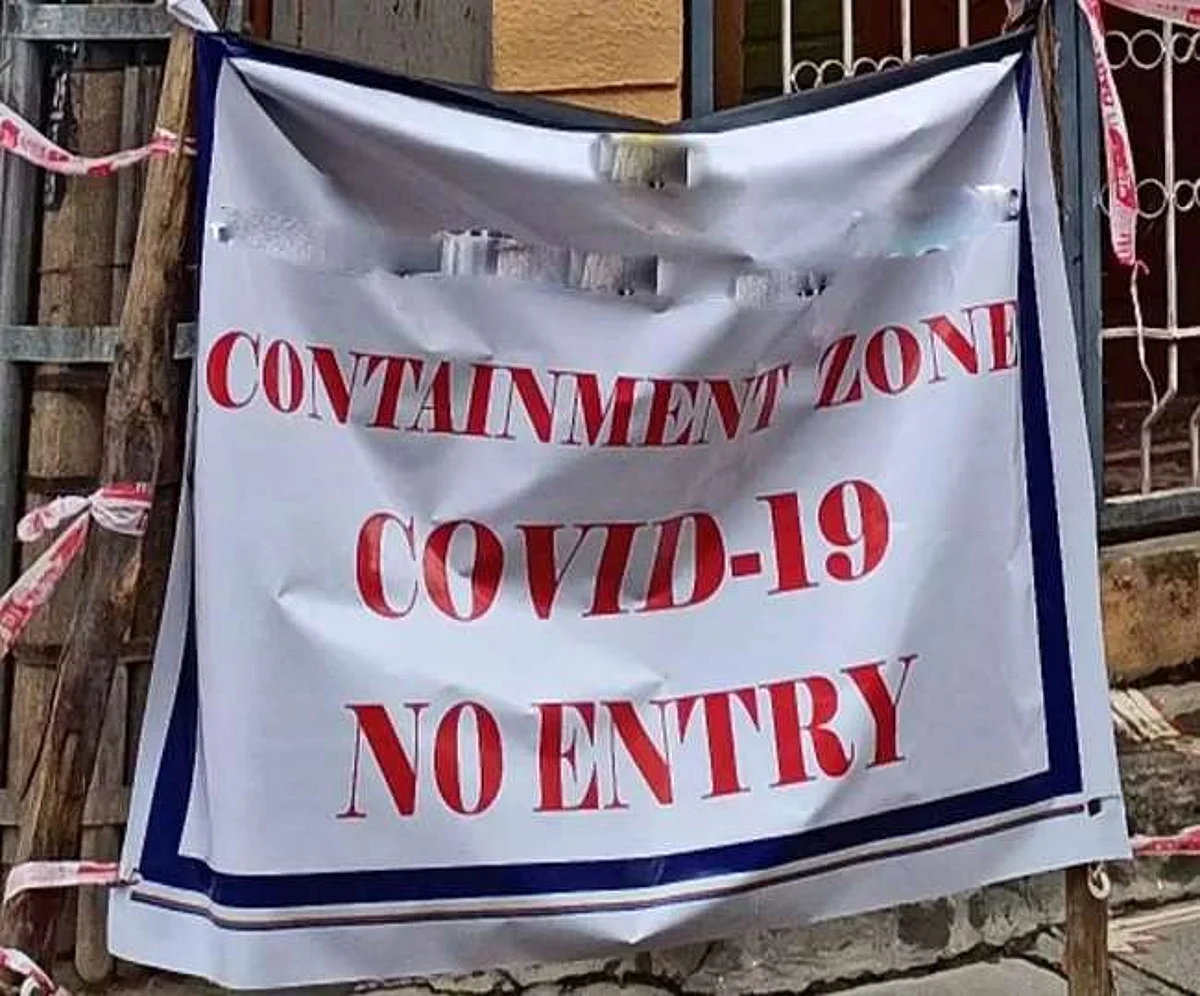 CONTAINMENT ZONE
COVID-19
NO ENTRY